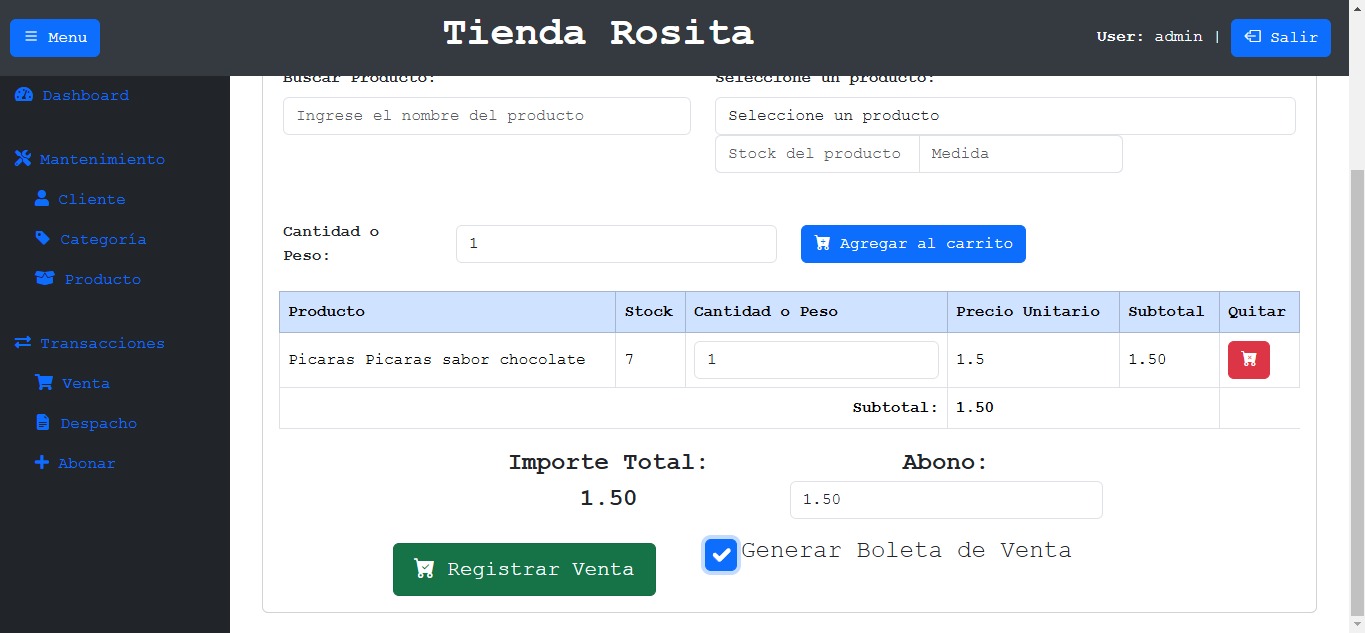 Menu
Tienda Rosita
User: admin |
Salir
Dashboard
Mantenimiento
Cliente
Categoría
Producto
Transacciones
Venta
Despacho
Abonar
Buscar Producto:
Seleccione un producto:
Ingrese el nombre del producto
Seleccione un producto
Stock del producto
Medida
Cantidad o
Peso:
1
Agregar al carrito
Producto Stock Cantidad o Peso Precio Unitario Subtotal Quitar
Picaras Picaras sabor chocolate 7 1 1.5 1.50
Subtotal: 1.50
Importe Total:
1.50
Abono:
1.50
Registrar Venta
Generar Boleta de Venta